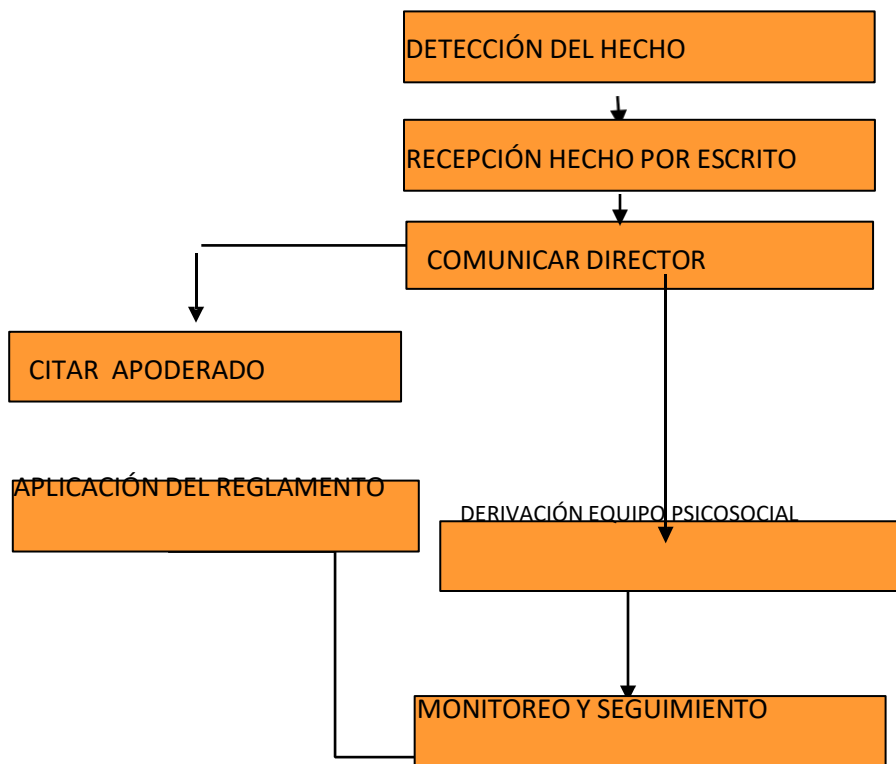 DETECCIÓN DEL HECHO
RECEPCIÓN HECHO POR ESCRITO
COMUNICAR DIRECTOR
CITAR APODERADO
APLICACIÓN DEL REGLAMENTO
DERIVACIÓN EQUIPO PSICOSOCIAL
MONITOREO Y SEGUIMIENTO